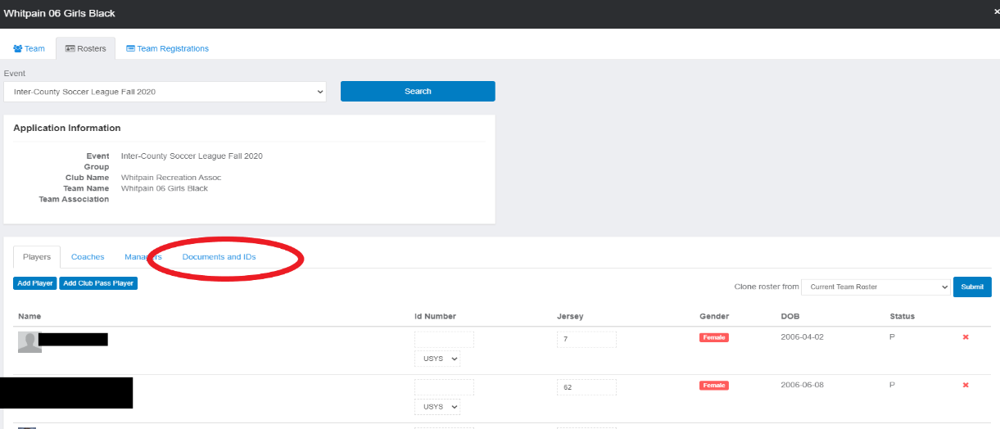 Whitpain 06 Girls Black ×
Team Rosters Team Registrations
Event
Inter-County Soccer League Fall 2020 Search
Application Information
Event Inter-County Soccer League Fall 2020
Group
Club Name Whitpain Recreation Assoc
Team Name Whitpain 06 Girls Black
Team Association
Players Coaches Managers Documents and IDs
Add Player Add Club Pass Player Clone roster from Current Team Roster Submit
Name Id Number Jersey Gender DOB Status
7 Female 2006-04-02 P
USYS
62 Female 2006-06-08 P
USYS